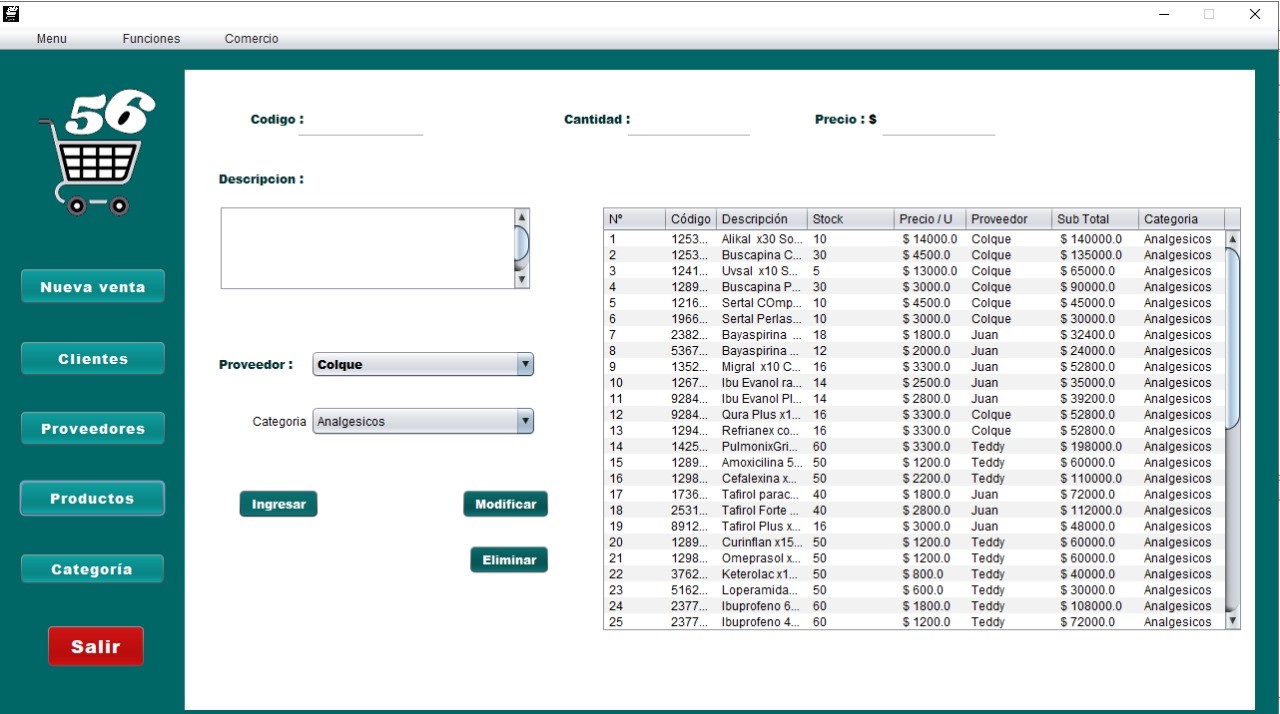 Menu Funciones Comercio
56
Codigo : Cantidad : Precio : $
Descripcion :
Nº Código Descripción Stock Precio / U Proveedor Sub Total Categoria
1 1253... Alikal x30 So... 10 $ 14000.0 Colque $ 140000.0 Analgesicos
2 1253... Buscapina C... 30 $ 4500.0 Colque $ 135000.0 Analgesicos
3 1241... Uvsal x10 S... 5 $ 13000.0 Colque $ 65000.0 Analgesicos
4 1289... Buscapina P... 30 $ 3000.0 Colque $ 90000.0 Analgesicos
5 1216... Sertal COmp... 10 $ 4500.0 Colque $ 45000.0 Analgesicos
6 1966... Sertal Perlas... 10 $ 3000.0 Colque $ 30000.0 Analgesicos
7 2382... Bayaspirina ... 18 $ 1800.0 Juan $ 32400.0 Analgesicos
8 5367... Bayaspirina ... 12 $ 2000.0 Juan $ 24000.0 Analgesicos
9 1352... Migral x10 C... 16 $ 3300.0 Juan $ 52800.0 Analgesicos
10 1267... Ibu Evanol ra... 14 $ 2500.0 Juan $ 35000.0 Analgesicos
11 9284... Ibu Evanol Pl... 14 $ 2800.0 Juan $ 39200.0 Analgesicos
12 9284... Qura Plus x1... 16 $ 3300.0 Colque $ 52800.0 Analgesicos
13 1294... Refrianex co... 16 $ 3300.0 Colque $ 52800.0 Analgesicos
14 1425... PulmonixGri... 60 $ 3300.0 Teddy $ 198000.0 Analgesicos
15 1289... Amoxicilina 5... 50 $ 1200.0 Teddy $ 60000.0 Analgesicos
16 1298... Cefalexina x... 50 $ 2200.0 Teddy $ 110000.0 Analgesicos
17 1736... Tafirol parac... 40 $ 1800.0 Juan $ 72000.0 Analgesicos
18 2531... Tafirol Forte ... 40 $ 2800.0 Juan $ 112000.0 Analgesicos
19 8912... Tafirol Plus x... 16 $ 3000.0 Juan $ 48000.0 Analgesicos
20 1289... Curinflan x15... 50 $ 1200.0 Teddy $ 60000.0 Analgesicos
21 1298... Omeprasol x... 50 $ 1200.0 Teddy $ 60000.0 Analgesicos
22 3762... Keterolac x1... 50 $ 800.0 Teddy $ 40000.0 Analgesicos
23 5162... Loperamida... 50 $ 600.0 Teddy $ 30000.0 Analgesicos
24 2377... Ibuprofeno 6... 60 $ 1800.0 Teddy $ 108000.0 Analgesicos
25 2377... Ibuprofeno 4... 60 $ 1200.0 Teddy $ 72000.0 Analgesicos
Nueva venta
Clientes
Proveedores
Productos
Categoría
Salir
Proveedor : Colque
Categoria Analgesicos
Ingresar Modificar
Eliminar